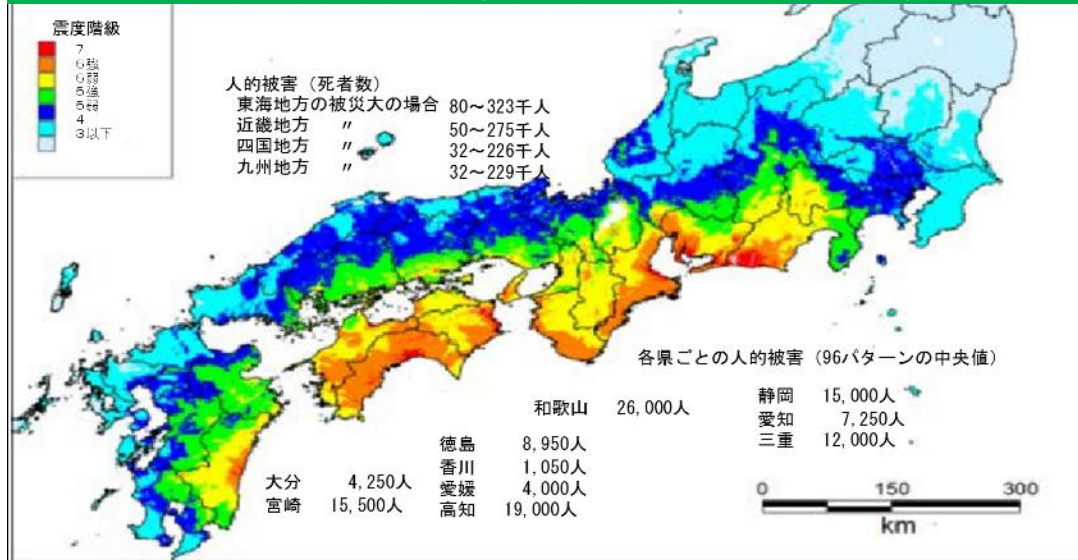 震度階級
7
6強
6弱
5強
5弱
4
3以下
人的被害（死者数）
東海地方の被災大の場合 80～323千人
近畿地方 〃 50～275千人
四国地方 〃 32～226千人
九州地方 〃 32～229千人
各県ごとの人的被害（96パターンの中央値）
静岡 15,000人
愛知 7,250人
三重 12,000人
和歌山 26,000人
徳島 8,950人
香川 1,050人
愛媛 4,000人
高知 19,000人
大分 4,250人
宮崎 15,500人
0 150 300
km